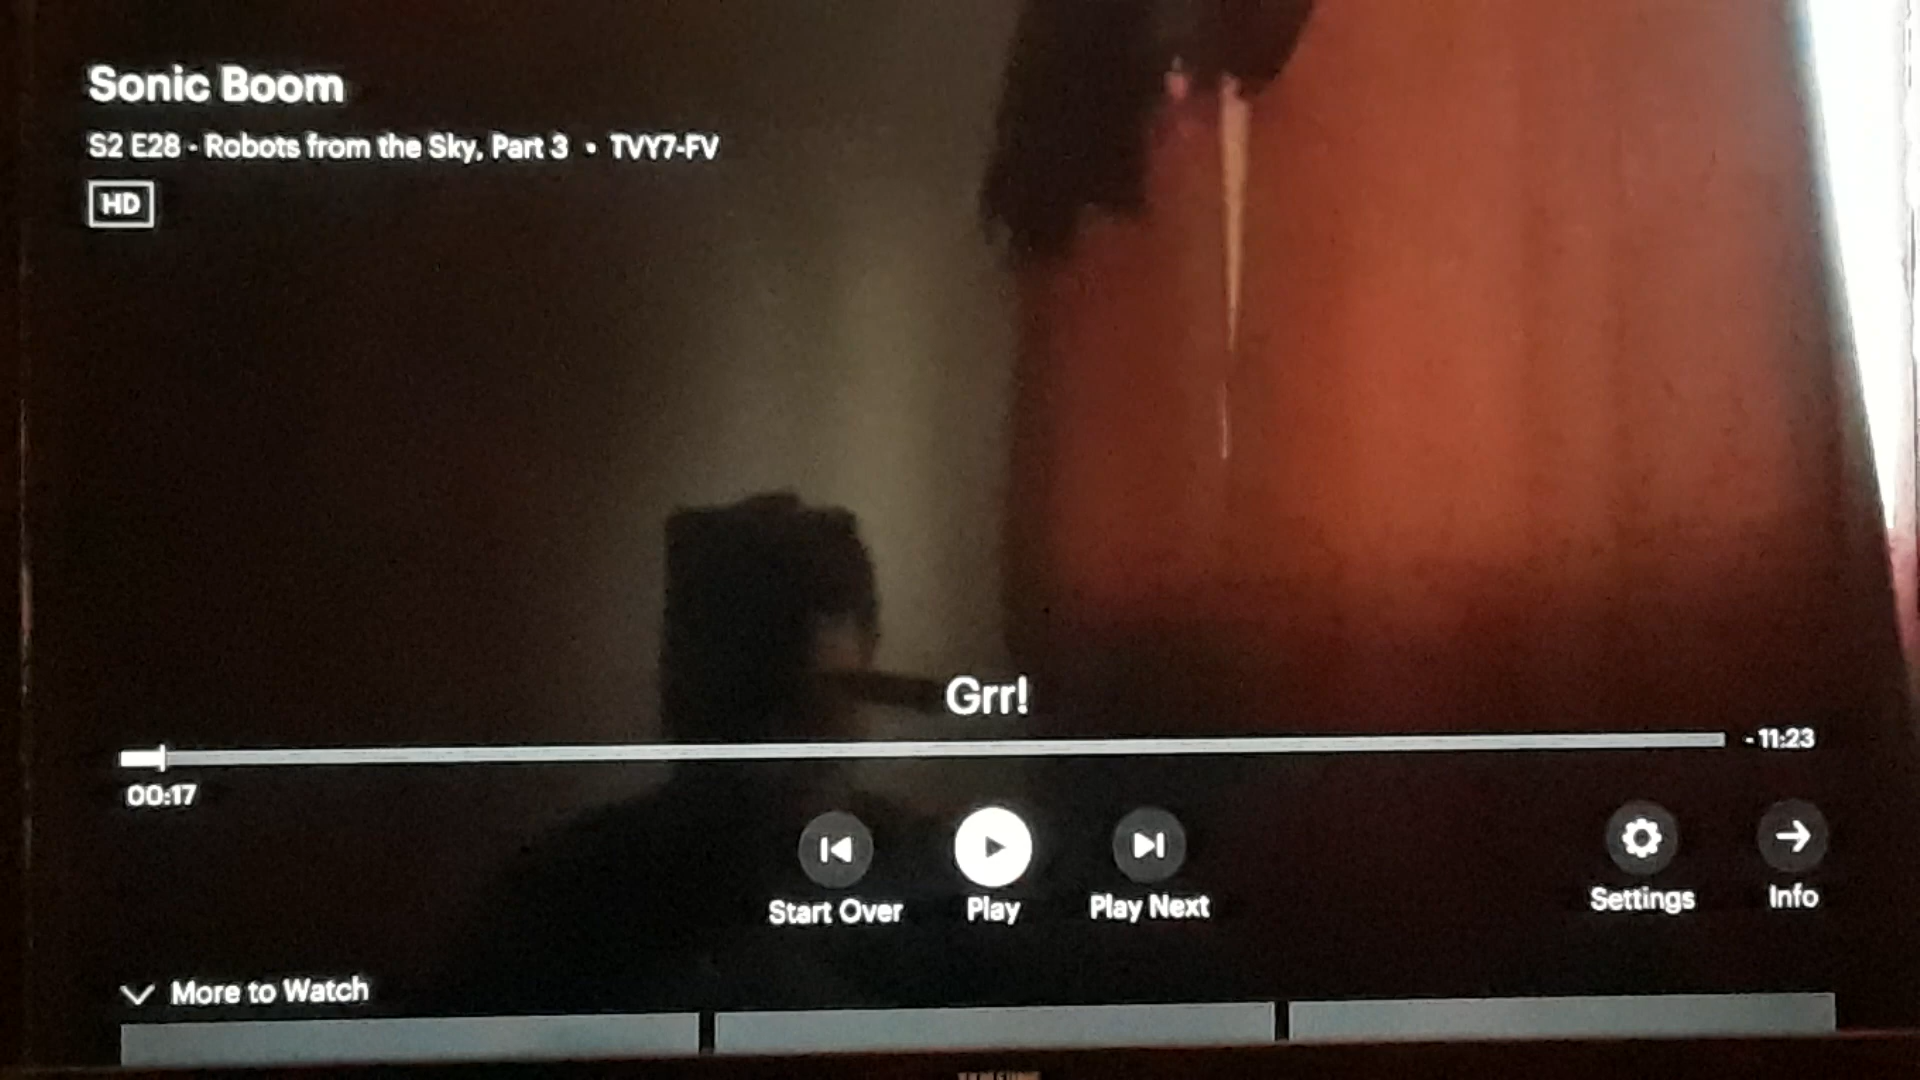 Sonic Boom
S2 E28 · Robots from the Sky, Part 3 • TVY7-FV
HD
Grr!
-11:23
00:17
Start Over Play Play Next Settings Info
More to Watch